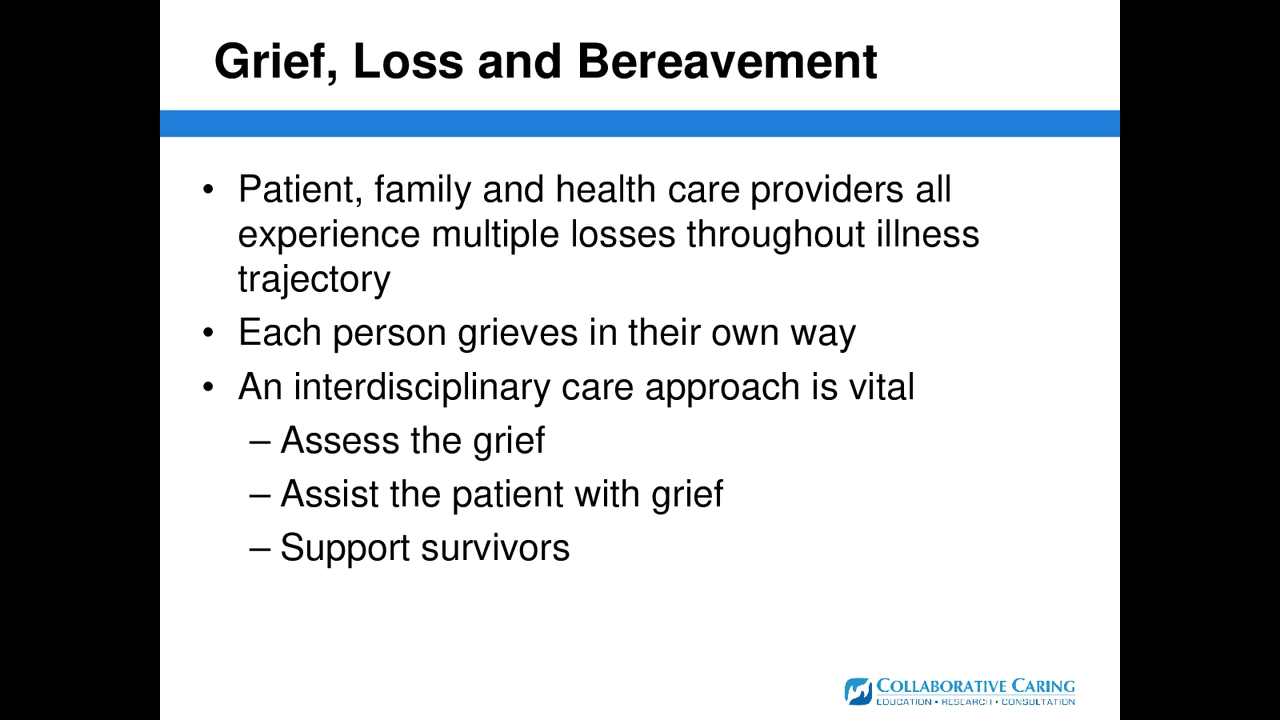 Grief, Loss and Bereavement
• Patient, family and health care providers all
experience multiple losses throughout illness
trajectory
• Each person grieves in their own way
• An interdisciplinary care approach is vital
– Assess the grief
– Assist the patient with grief
– Support survivors
COLLABORATIVE CARING
EDUCATION • RESEARCH • CONSULTATION